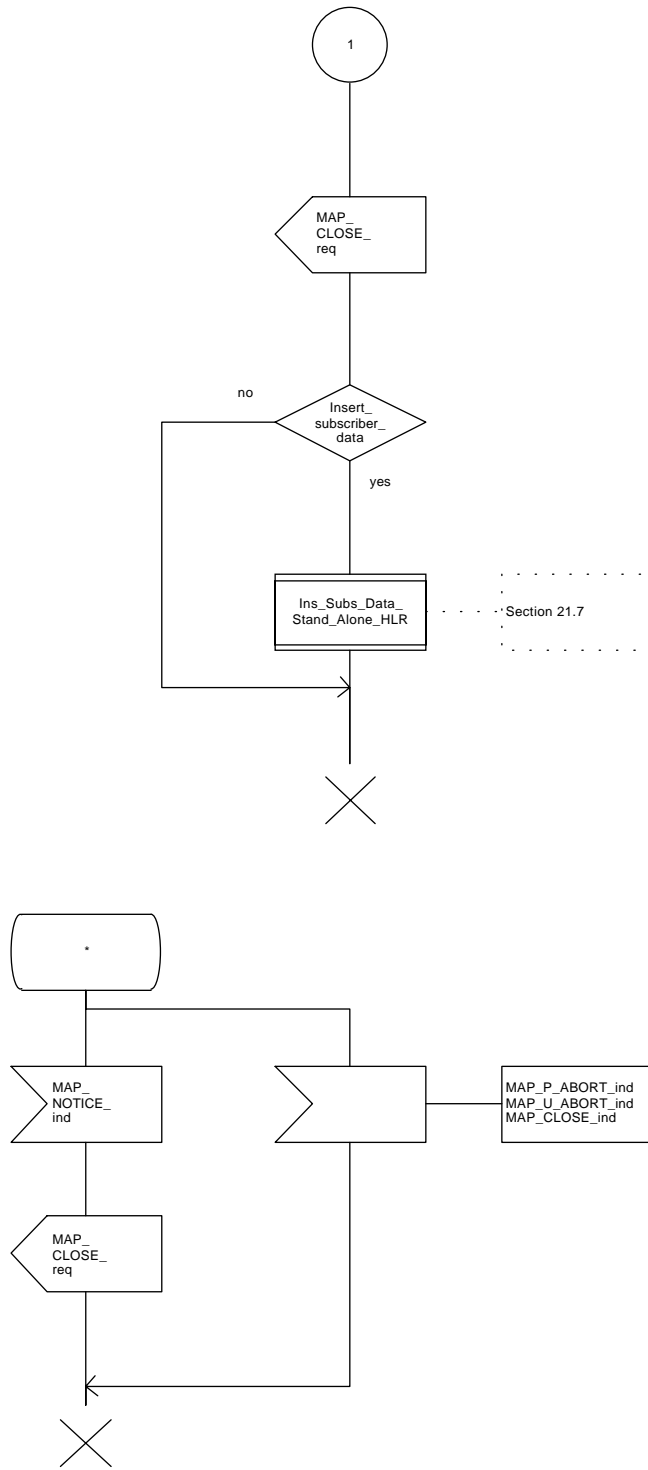 1
MAP_
CLOSE_
req
no
Insert_
subscriber_
data
yes
Ins_Subs_Data_
Stand_Alone_HLR
Section 21.7
*
MAP_
NOTICE_
ind
MAP_P_ABORT_ind
MAP_U_ABORT_ind
MAP_CLOSE_ind
MAP_
CLOSE_
req